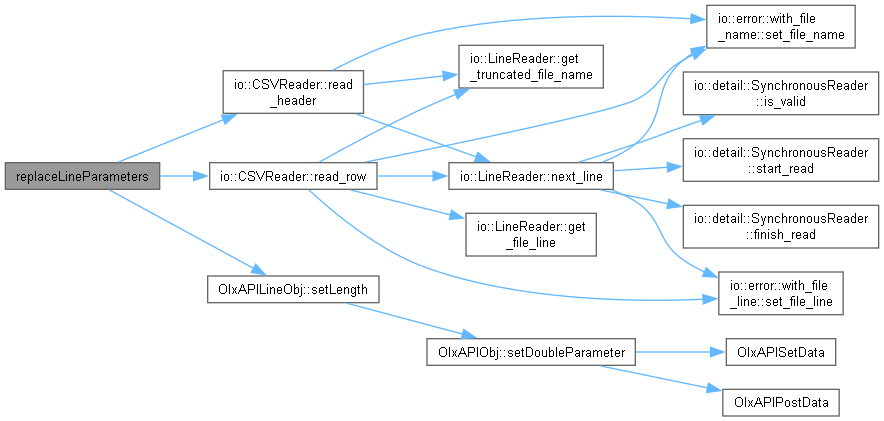 replaceLineParameters
io::CSVReader::read
_header
io::CSVReader::read_row
OlxAPILineObj::setLength
io::LineReader::get
_truncated_file_name
io::LineReader::next_line
io::LineReader::get
_file_line
OlxAPIObj::setDoubleParameter
io::error::with_file
_name::set_file_name
io::detail::SynchronousReader
::is_valid
io::detail::SynchronousReader
::start_read
io::detail::SynchronousReader
::finish_read
io::error::with_file
_line::set_file_line
OlxAPISetData
OlxAPIPostData